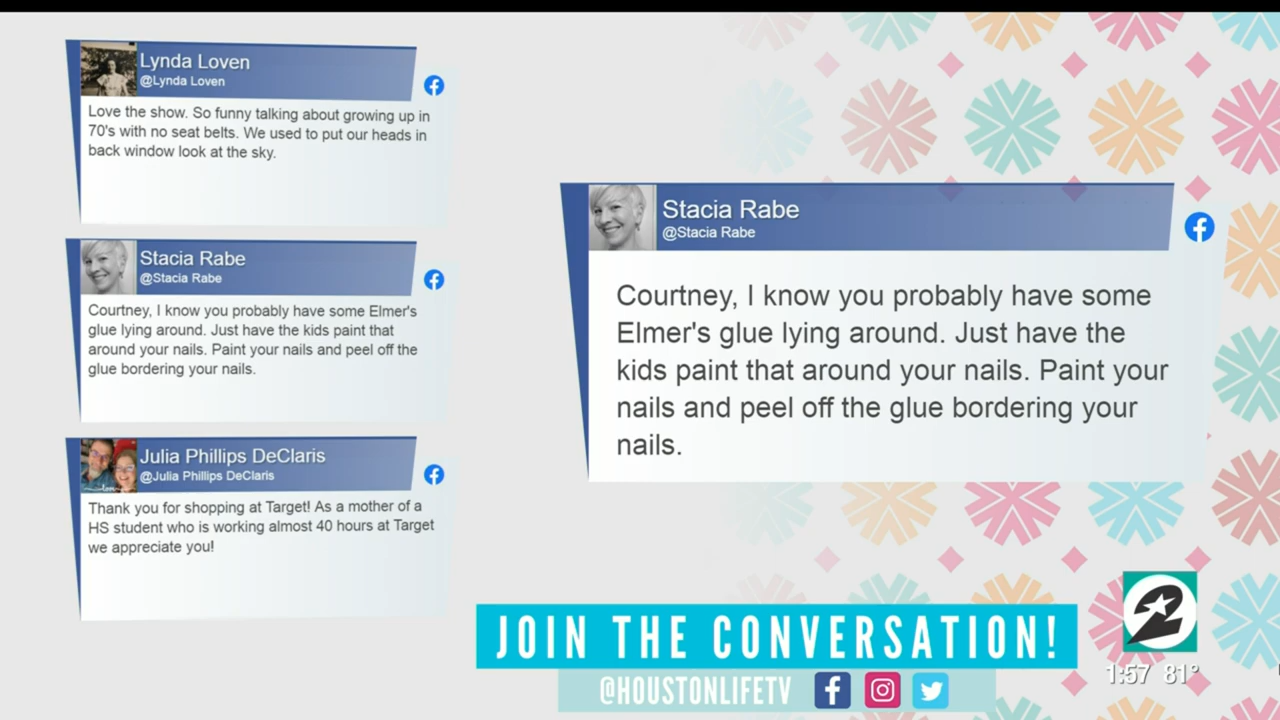 Lynda Loven
@Lynda Loven
Love the show. So funny talking about growing up in
70's with no seat belts. We used to put our heads in
back window look at the sky.
Stacia Rabe
@Stacia Rabe
Courtney, I know you probably have some Elmer's
glue lying around. Just have the kids paint that
around your nails. Paint your nails and peel off the
glue bordering your nails.
Julia Phillips DeClaris
@Julia Phillips DeClaris
Thank you for shopping at Target! As a mother of a
HS student who is working almost 40 hours at Target
we appreciate you!
Stacia Rabe
@Stacia Rabe
Courtney, I know you probably have some
Elmer's glue lying around. Just have the
kids paint that around your nails. Paint your
nails and peel off the glue bordering your
nails.
JOIN THE CONVERSATION!
@HOUSTONLIFETV
2
1:57 81°